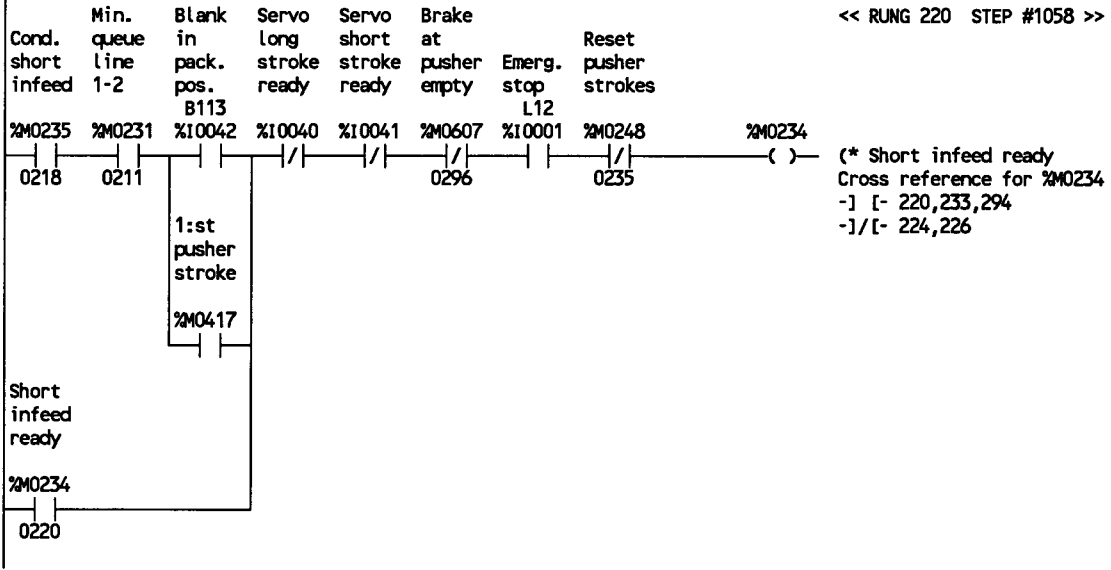 Min. Blank Servo Servo Brake << RUNG 220 STEP #1058 >>
Cond. queue in long short at Reset
short line pack. stroke stroke pusher Emerg. pusher
infeed 1-2 pos. ready ready empty stop strokes
B113 L12
%M0235 %M0231 %I0042 %I0040 %I0041 %M0607 %I0001 %M0248 %M0234
(* Short infeed ready
0218 0211 0296 0235 Cross reference for %M0234
-] [- 220,233,294
-]/[- 224,226
1:st
pusher
stroke
%M0417
Short
infeed
ready
%M0234
0220